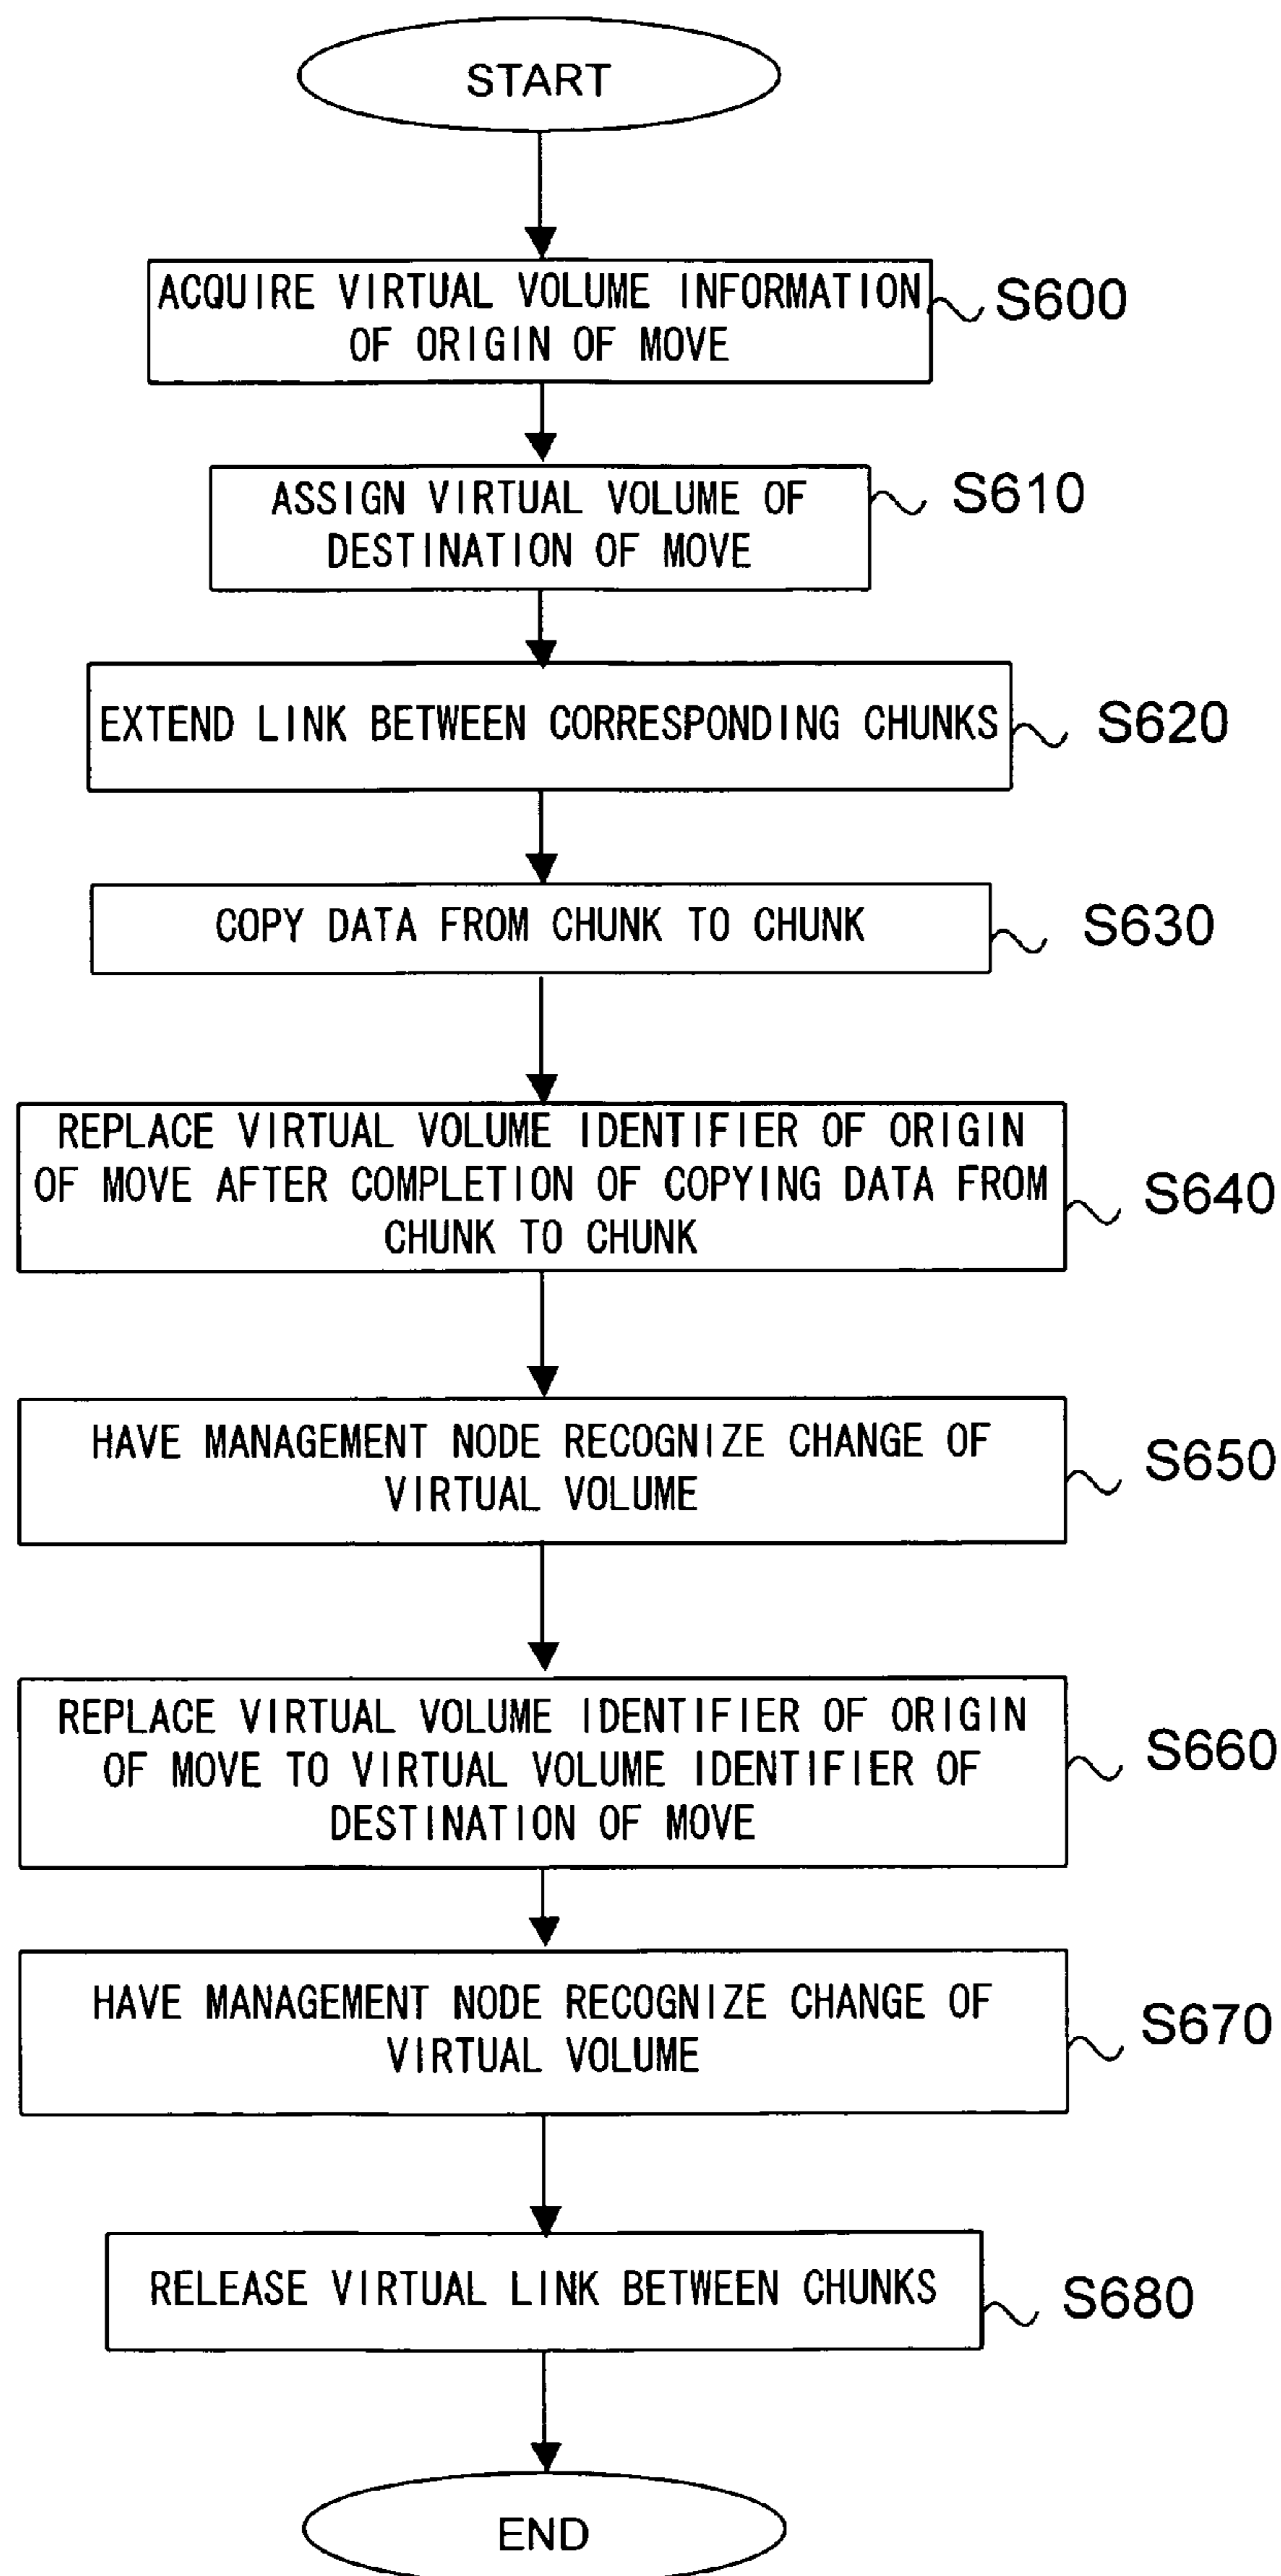 START
ACQUIRE VIRTUAL VOLUME INFORMATION
OF ORIGIN OF MOVE
S600
ASSIGN VIRTUAL VOLUME OF
DESTINATION OF MOVE
S610
EXTEND LINK BETWEEN CORRESPONDING CHUNKS
S620
COPY DATA FROM CHUNK TO CHUNK
S630
REPLACE VIRTUAL VOLUME IDENTIFIER OF ORIGIN
OF MOVE AFTER COMPLETION OF COPYING DATA FROM
CHUNK TO CHUNK
S640
HAVE MANAGEMENT NODE RECOGNIZE CHANGE OF
VIRTUAL VOLUME
S650
REPLACE VIRTUAL VOLUME IDENTIFIER OF ORIGIN
OF MOVE TO VIRTUAL VOLUME IDENTIFIER OF
DESTINATION OF MOVE
S660
HAVE MANAGEMENT NODE RECOGNIZE CHANGE OF
VIRTUAL VOLUME
S670
RELEASE VIRTUAL LINK BETWEEN CHUNKS
S680
END